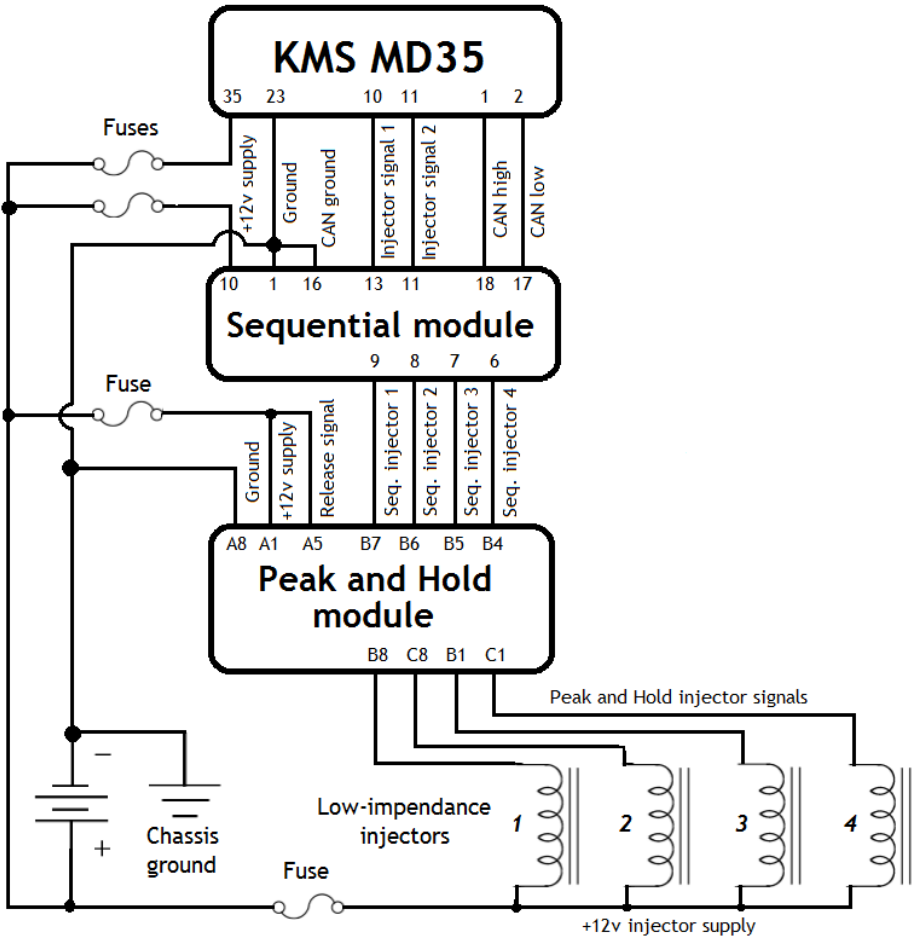 KMS MD35
35 23 10 11 1 2
Fuses
+12v supply
Ground
CAN ground
Injector signal 1
Injector signal 2
CAN high
CAN low
10 1 16 13 11 18 17
Sequential module
9 8 7 6
Fuse
Ground
+12v supply
Release signal
Seq. injector 1
Seq. injector 2
Seq. injector 3
Seq. injector 4
A8 A1 A5 B7 B6 B5 B4
Peak and Hold
module
B8 C8 B1 C1
Peak and Hold injector signals
−
+
Chassis
ground
Low-impendance
injectors
1 2 3 4
Fuse
+12v injector supply